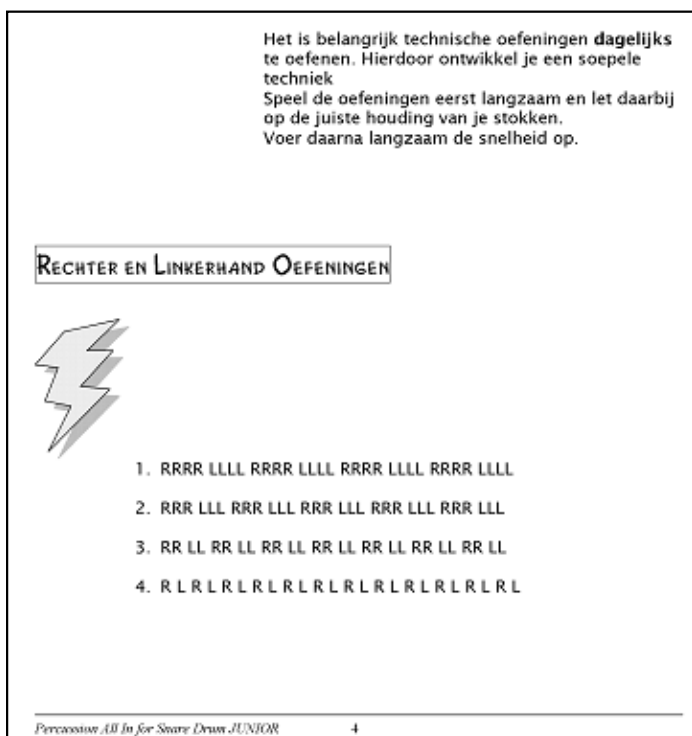 Het is belangrijk technische oefeningen dagelijks
te oefenen. Hierdoor ontwikkel je een soepele
techniek
Speel de oefeningen eerst langzaam en let daarbij
op de juiste houding van je stokken.
Voer daarna langzaam de snelheid op.
RECHTER EN LINKERHAND OEFENINGEN
1. RRRR LLLL RRRR LLLL RRRR LLLL RRRR LLLL
2. RRR LLL RRR LLL RRR LLL RRR LLL RRR LLL
3. RR LL RR LL RR LL RR LL RR LL RR LL RR LL
4. R L R L R L R L R L R L R L R L R L R L R L R L
Percussion All In for Snare Drum JUNIOR 4